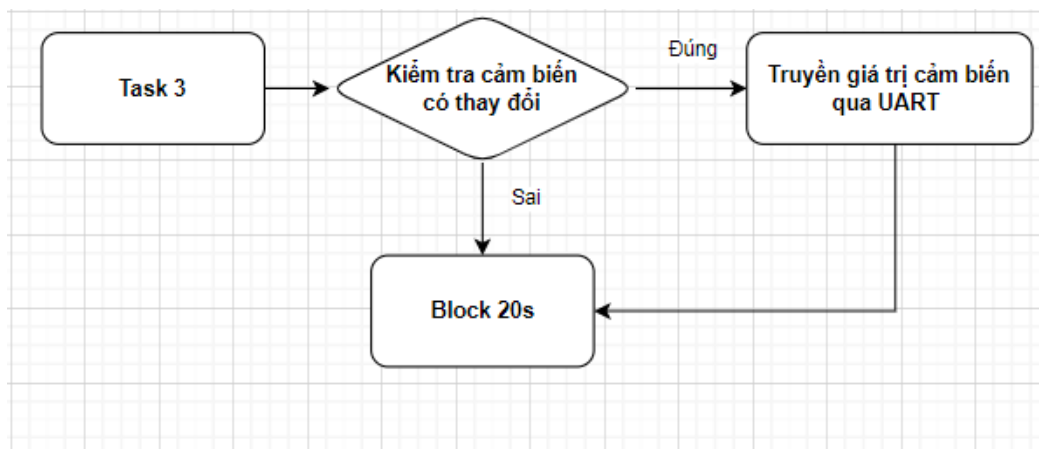 Task 3
Kiểm tra cảm biến
có thay đổi
Đúng
Truyền giá trị cảm biến
qua UART
Sai
Block 20s